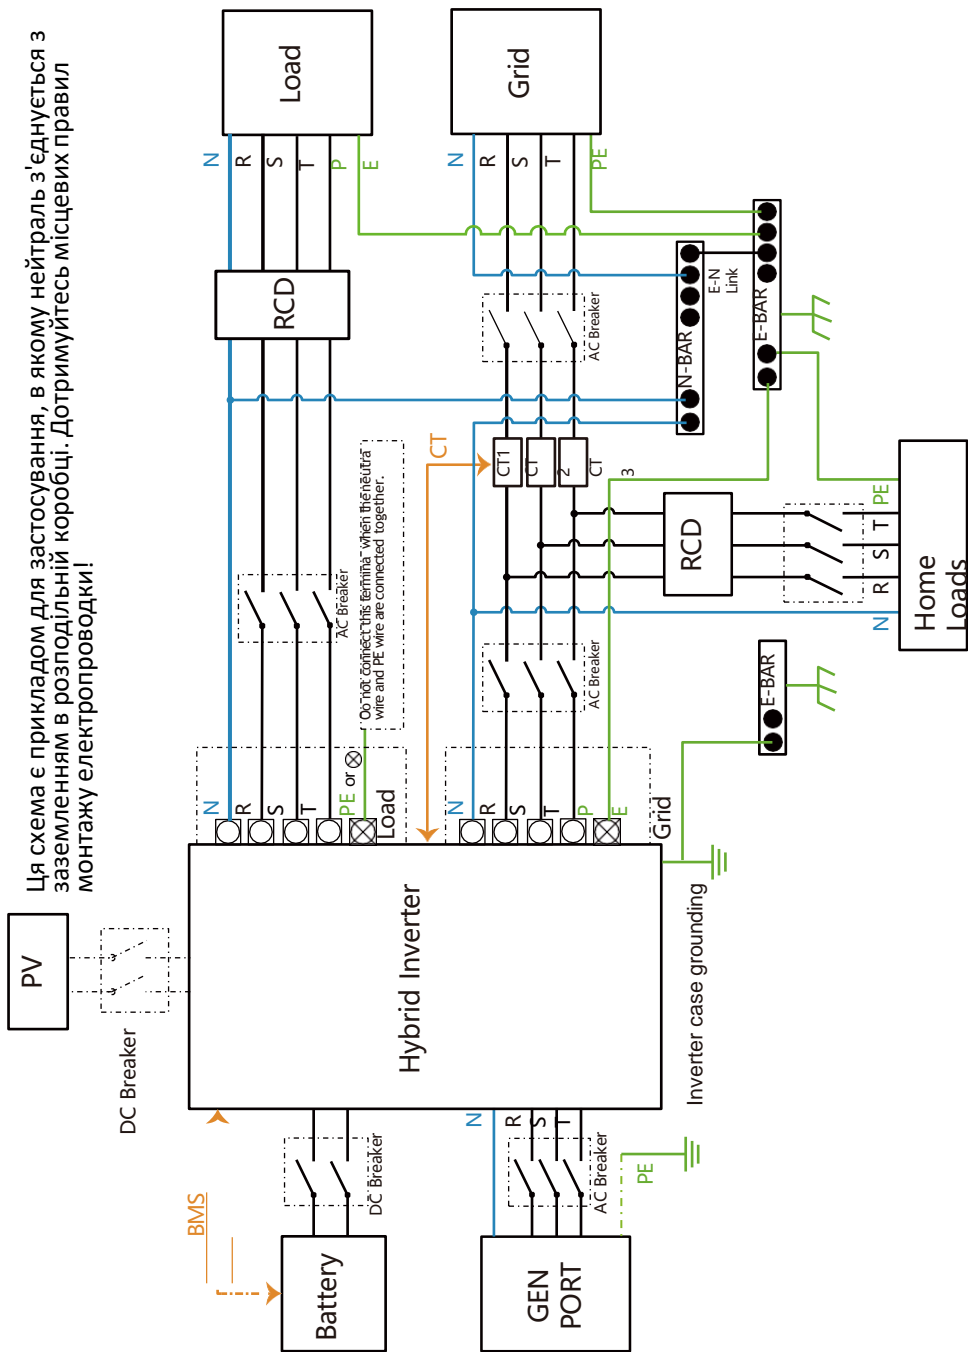 Ця схема є прикладом для застосування, в якому нейтраль з'єднується з
заземленням в розподільній коробці. Дотримуйтесь місцевих правил
монтажу електропроводки!
PV
DC Breaker
BMS
Battery
DC Breaker
Hybrid Inverter
GEN
PORT
N
R
S
T
AC Breaker
PE
Inverter case grounding
N
R
S
T
PE or
Load
Do not connect this termina when the neutra
wire and PE wire are connected together.
AC Breaker
RCD
N
R
S
T
P
E
Load
CT
N
R
S
T
P
E
Grid
AC Breaker
CT1
CT
2
CT
3
AC Breaker
N
R
S
T
PE
Grid
N-BAR
E-N
Link
E-BAR
RCD
N
R
S
T
PE
Home
Loads
E-BAR